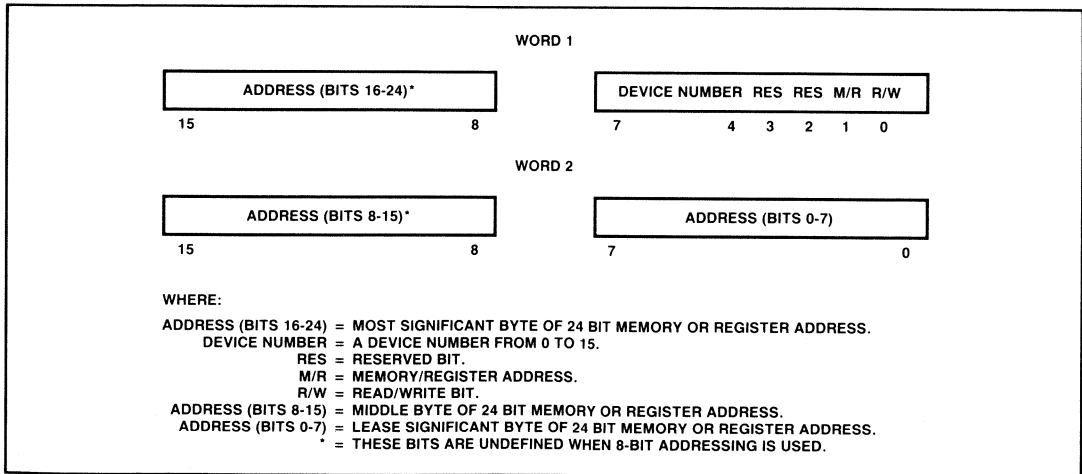 WORD 1
ADDRESS (BITS 16-24)* DEVICE NUMBER RES RES M/R R/W
15 8 7 4 3 2 1 0
WORD 2
ADDRESS (BITS 8-15)* ADDRESS (BITS 0-7)
15 8 7 0
WHERE:
ADDRESS (BITS 16-24) = MOST SIGNIFICANT BYTE OF 24 BIT MEMORY OR REGISTER ADDRESS.
DEVICE NUMBER = A DEVICE NUMBER FROM 0 TO 15.
RES = RESERVED BIT.
M/R = MEMORY/REGISTER ADDRESS.
R/W = READ/WRITE BIT.
ADDRESS (BITS 8-15) = MIDDLE BYTE OF 24 BIT MEMORY OR REGISTER ADDRESS.
ADDRESS (BITS 0-7) = LEASE SIGNIFICANT BYTE OF 24 BIT MEMORY OR REGISTER ADDRESS.
* = THESE BITS ARE UNDEFINED WHEN 8-BIT ADDRESSING IS USED.